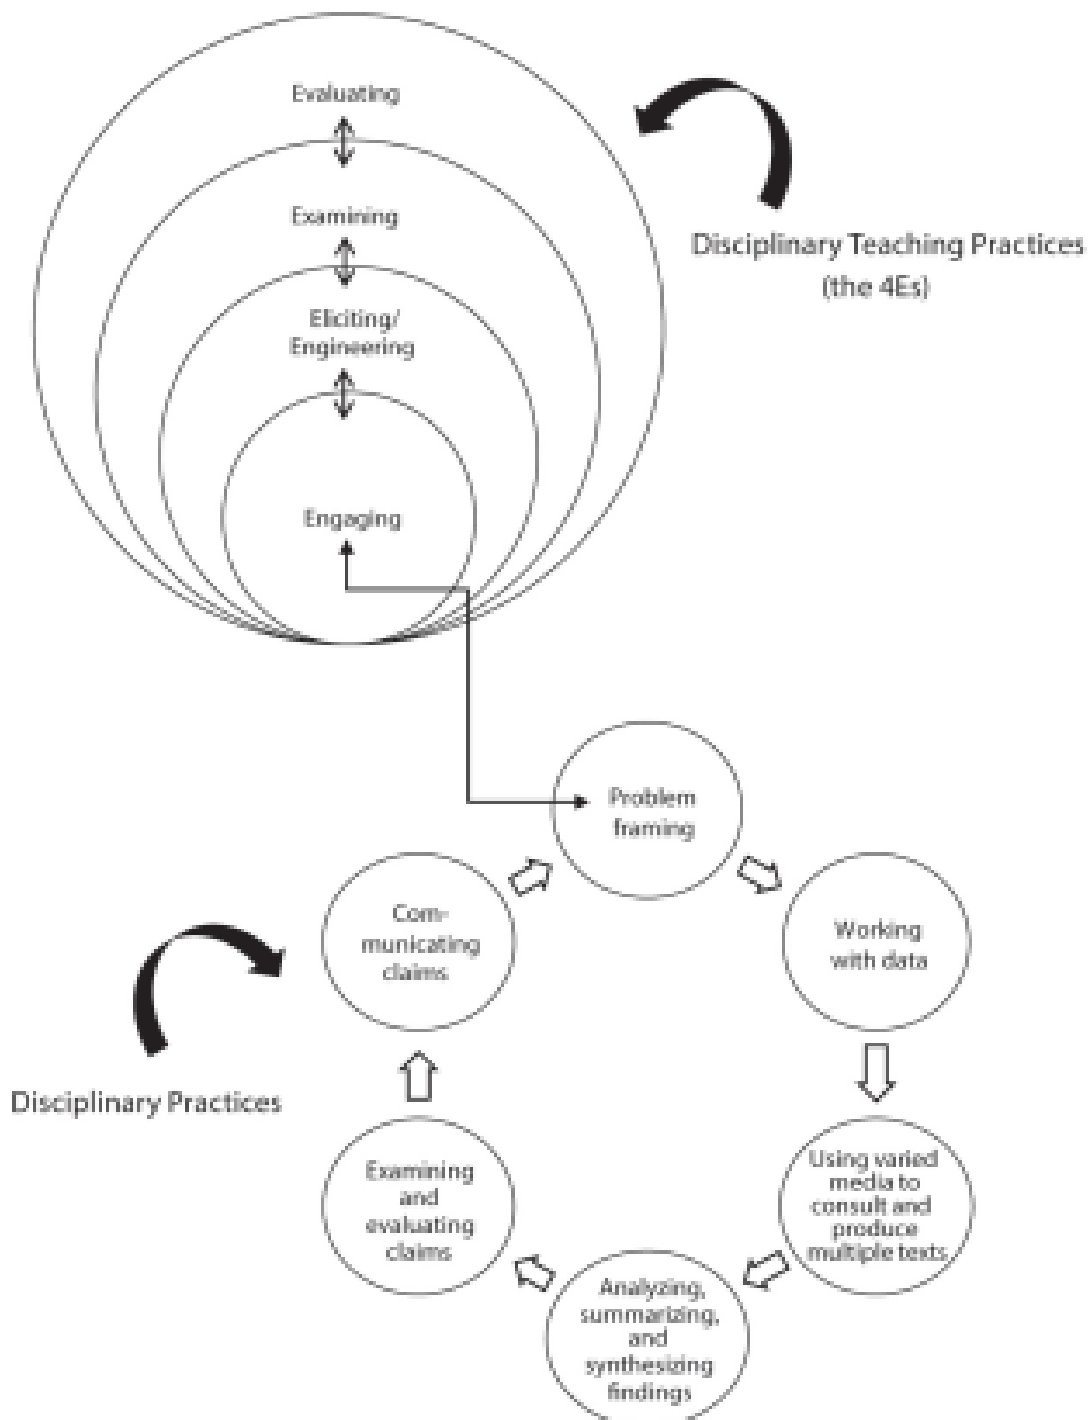 Evaluating
Examining
Disciplinary Teaching Practices
(the 4Es)
Eliciting/
Engineering
Engaging
Problem
framing
Com-
municating
claims
Working
with data
Disciplinary Practices
Examining
and
evaluating
claims
Using varied
media to
consult and
produce
multiple texts
Analyzing,
summarizing,
and
synthesizing
findings